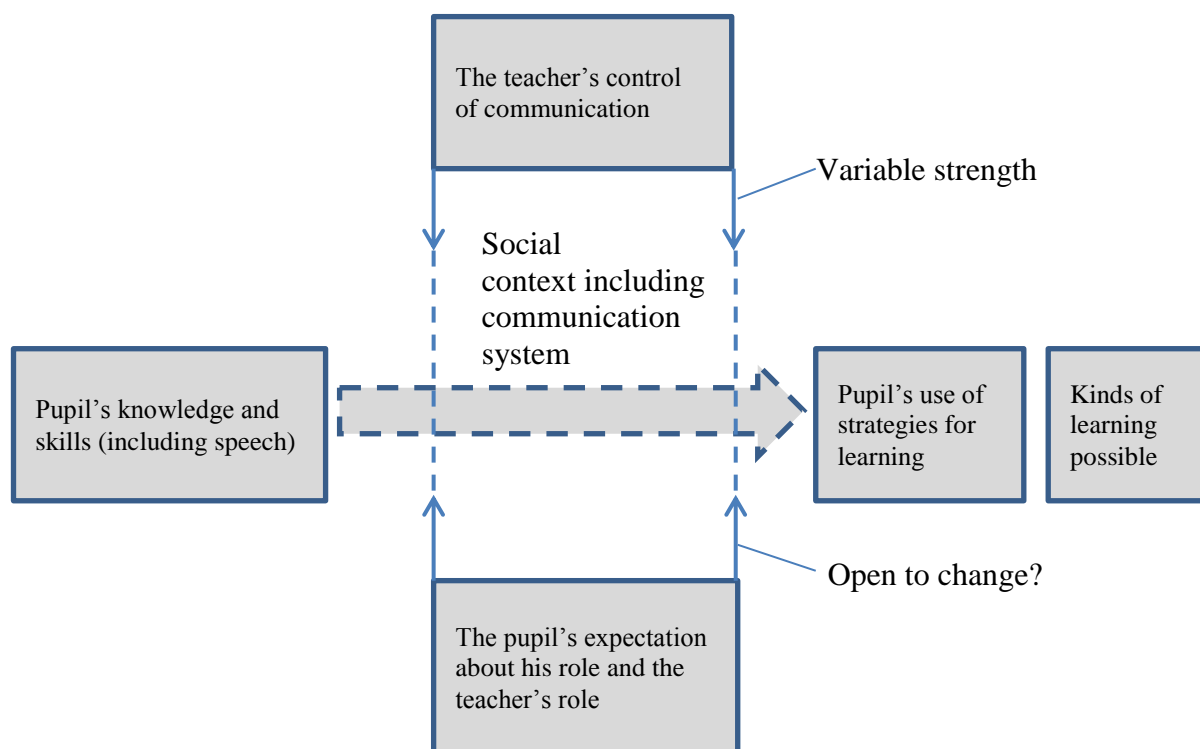 The teacher’s control
of communication
Variable strength
Social
context including
communication
system
Pupil’s knowledge and
skills (including speech)
Pupil’s use of
strategies for
learning
Kinds of
learning
possible
Open to change?
The pupil’s expectation
about his role and the
teacher’s role